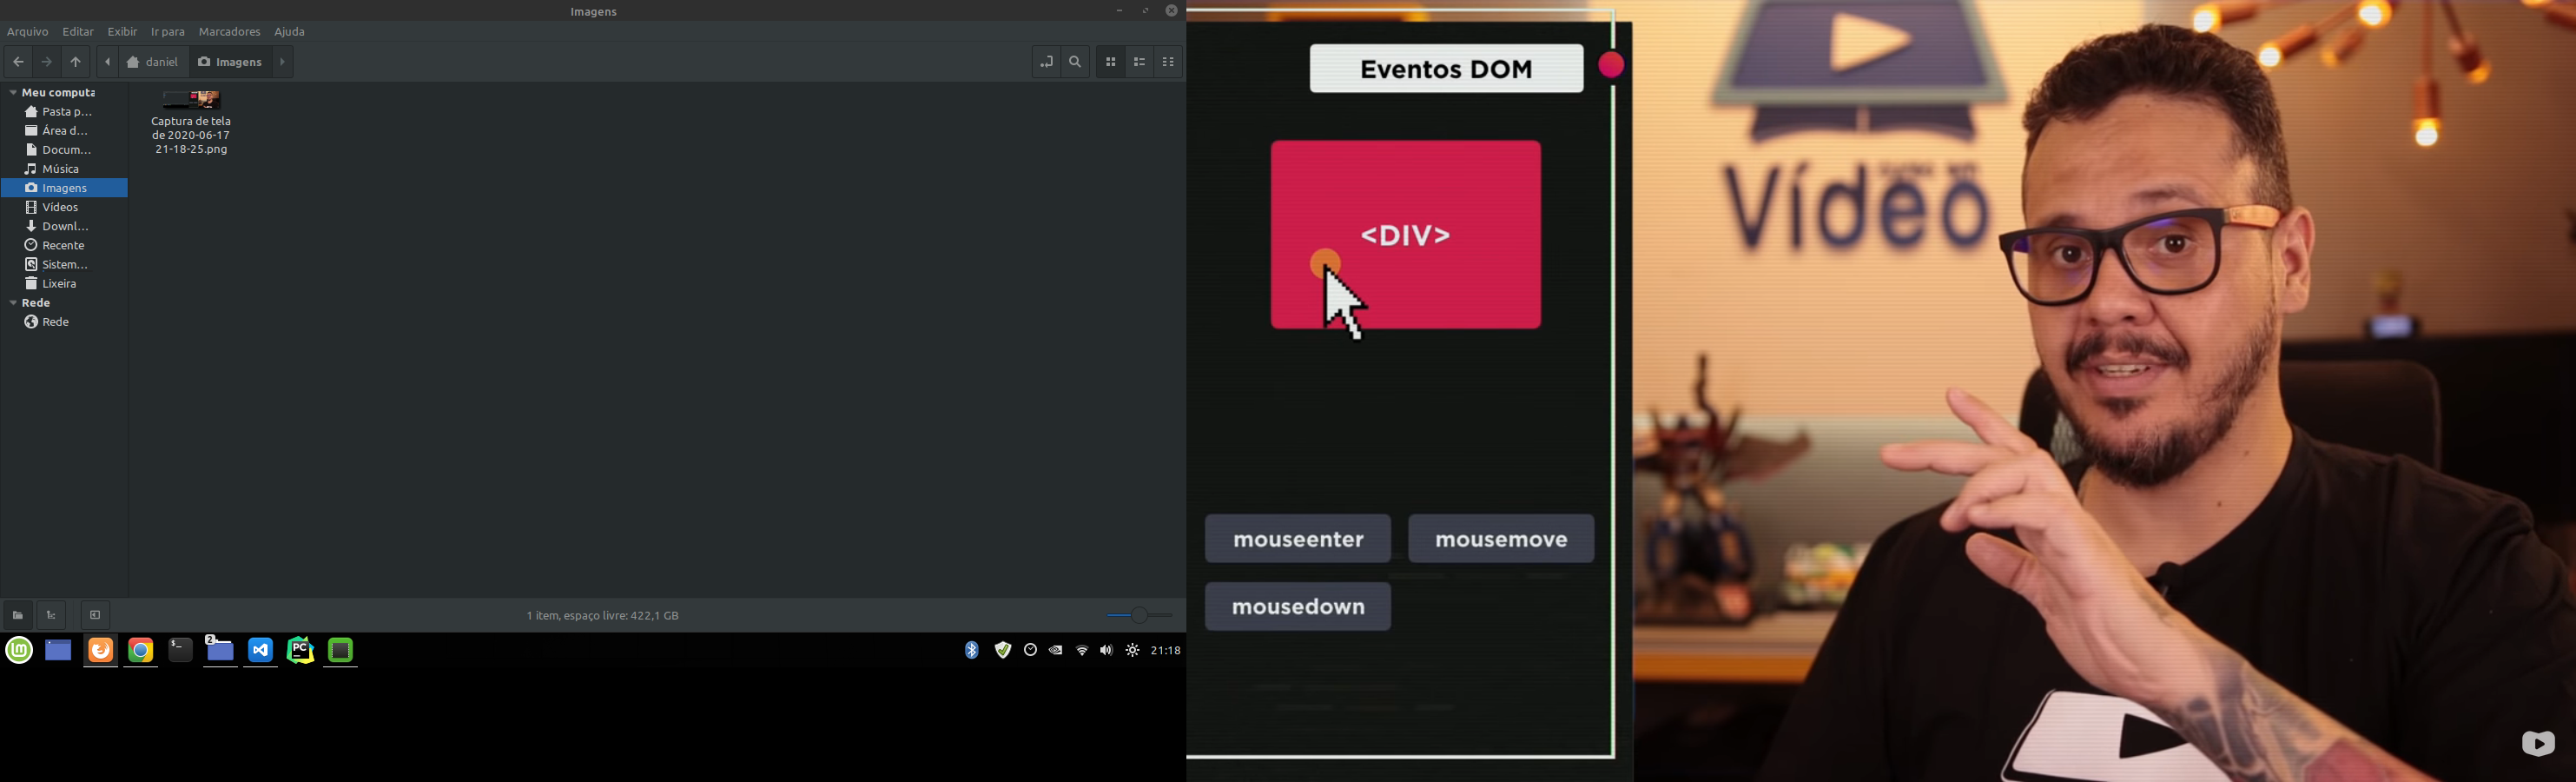 Imagens
Arquivo Editar Exibir Ir para Marcadores Ajuda
daniel Imagens
Meu computa
Pasta p...
Área d...
Docum...
Música
Imagens
Vídeos
Downl...
Recente
Sistem...
Lixeira
Rede
Rede
Captura de tela
de 2020-06-17
21-18-25.png
1 item, espaço livre: 422,1 GB
2
$_
PC
21:18
Eventos DOM
<DIV>
mouseenter mousemove
mousedown
Vídeo